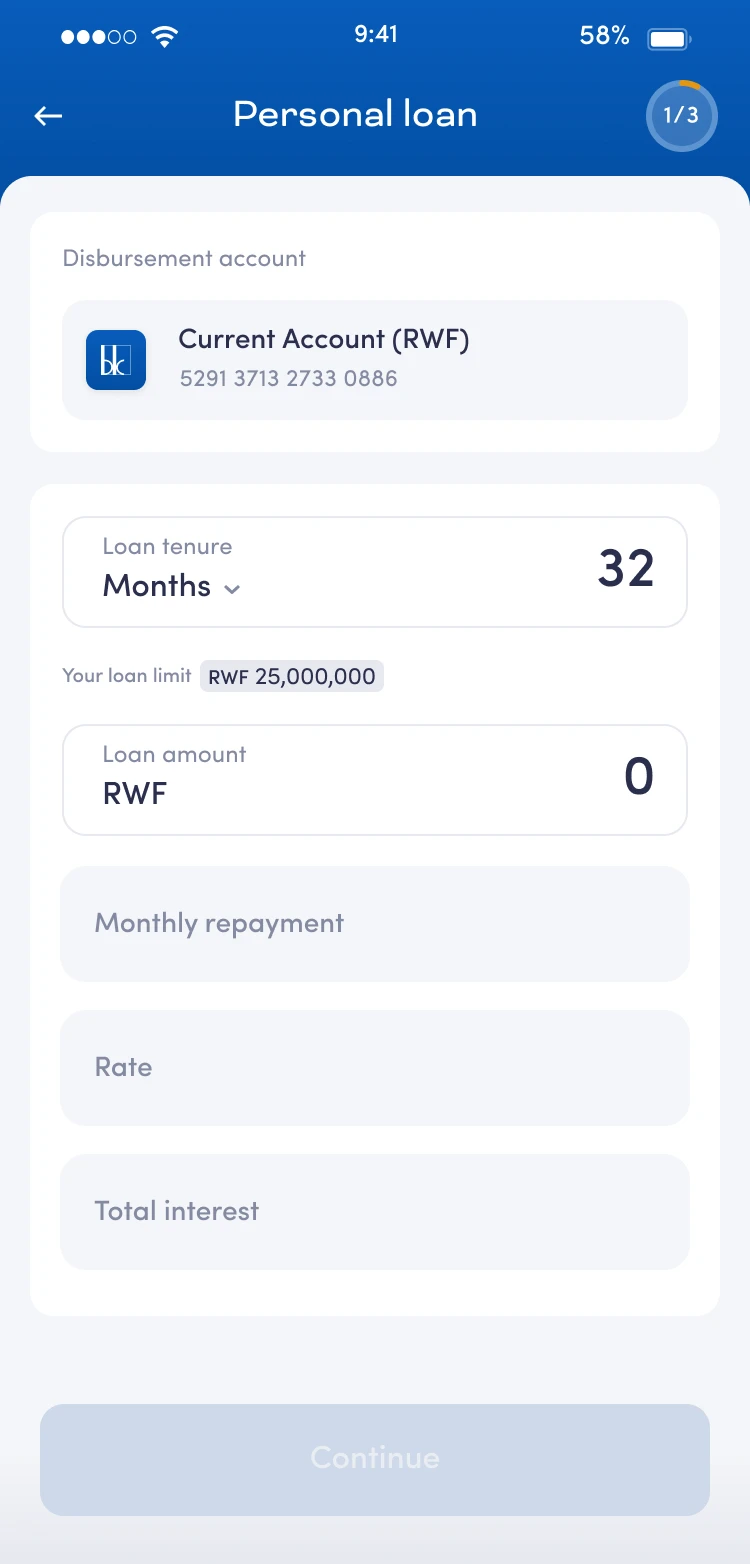 9:41
58%
Personal loan
1/3
Disbursement account
bk
Current Account (RWF)
5291 3713 2733 0886
Loan tenure
Months
32
Your loan limit RWF 25,000,000
Loan amount
RWF
0
Monthly repayment
Rate
Total interest
Continue